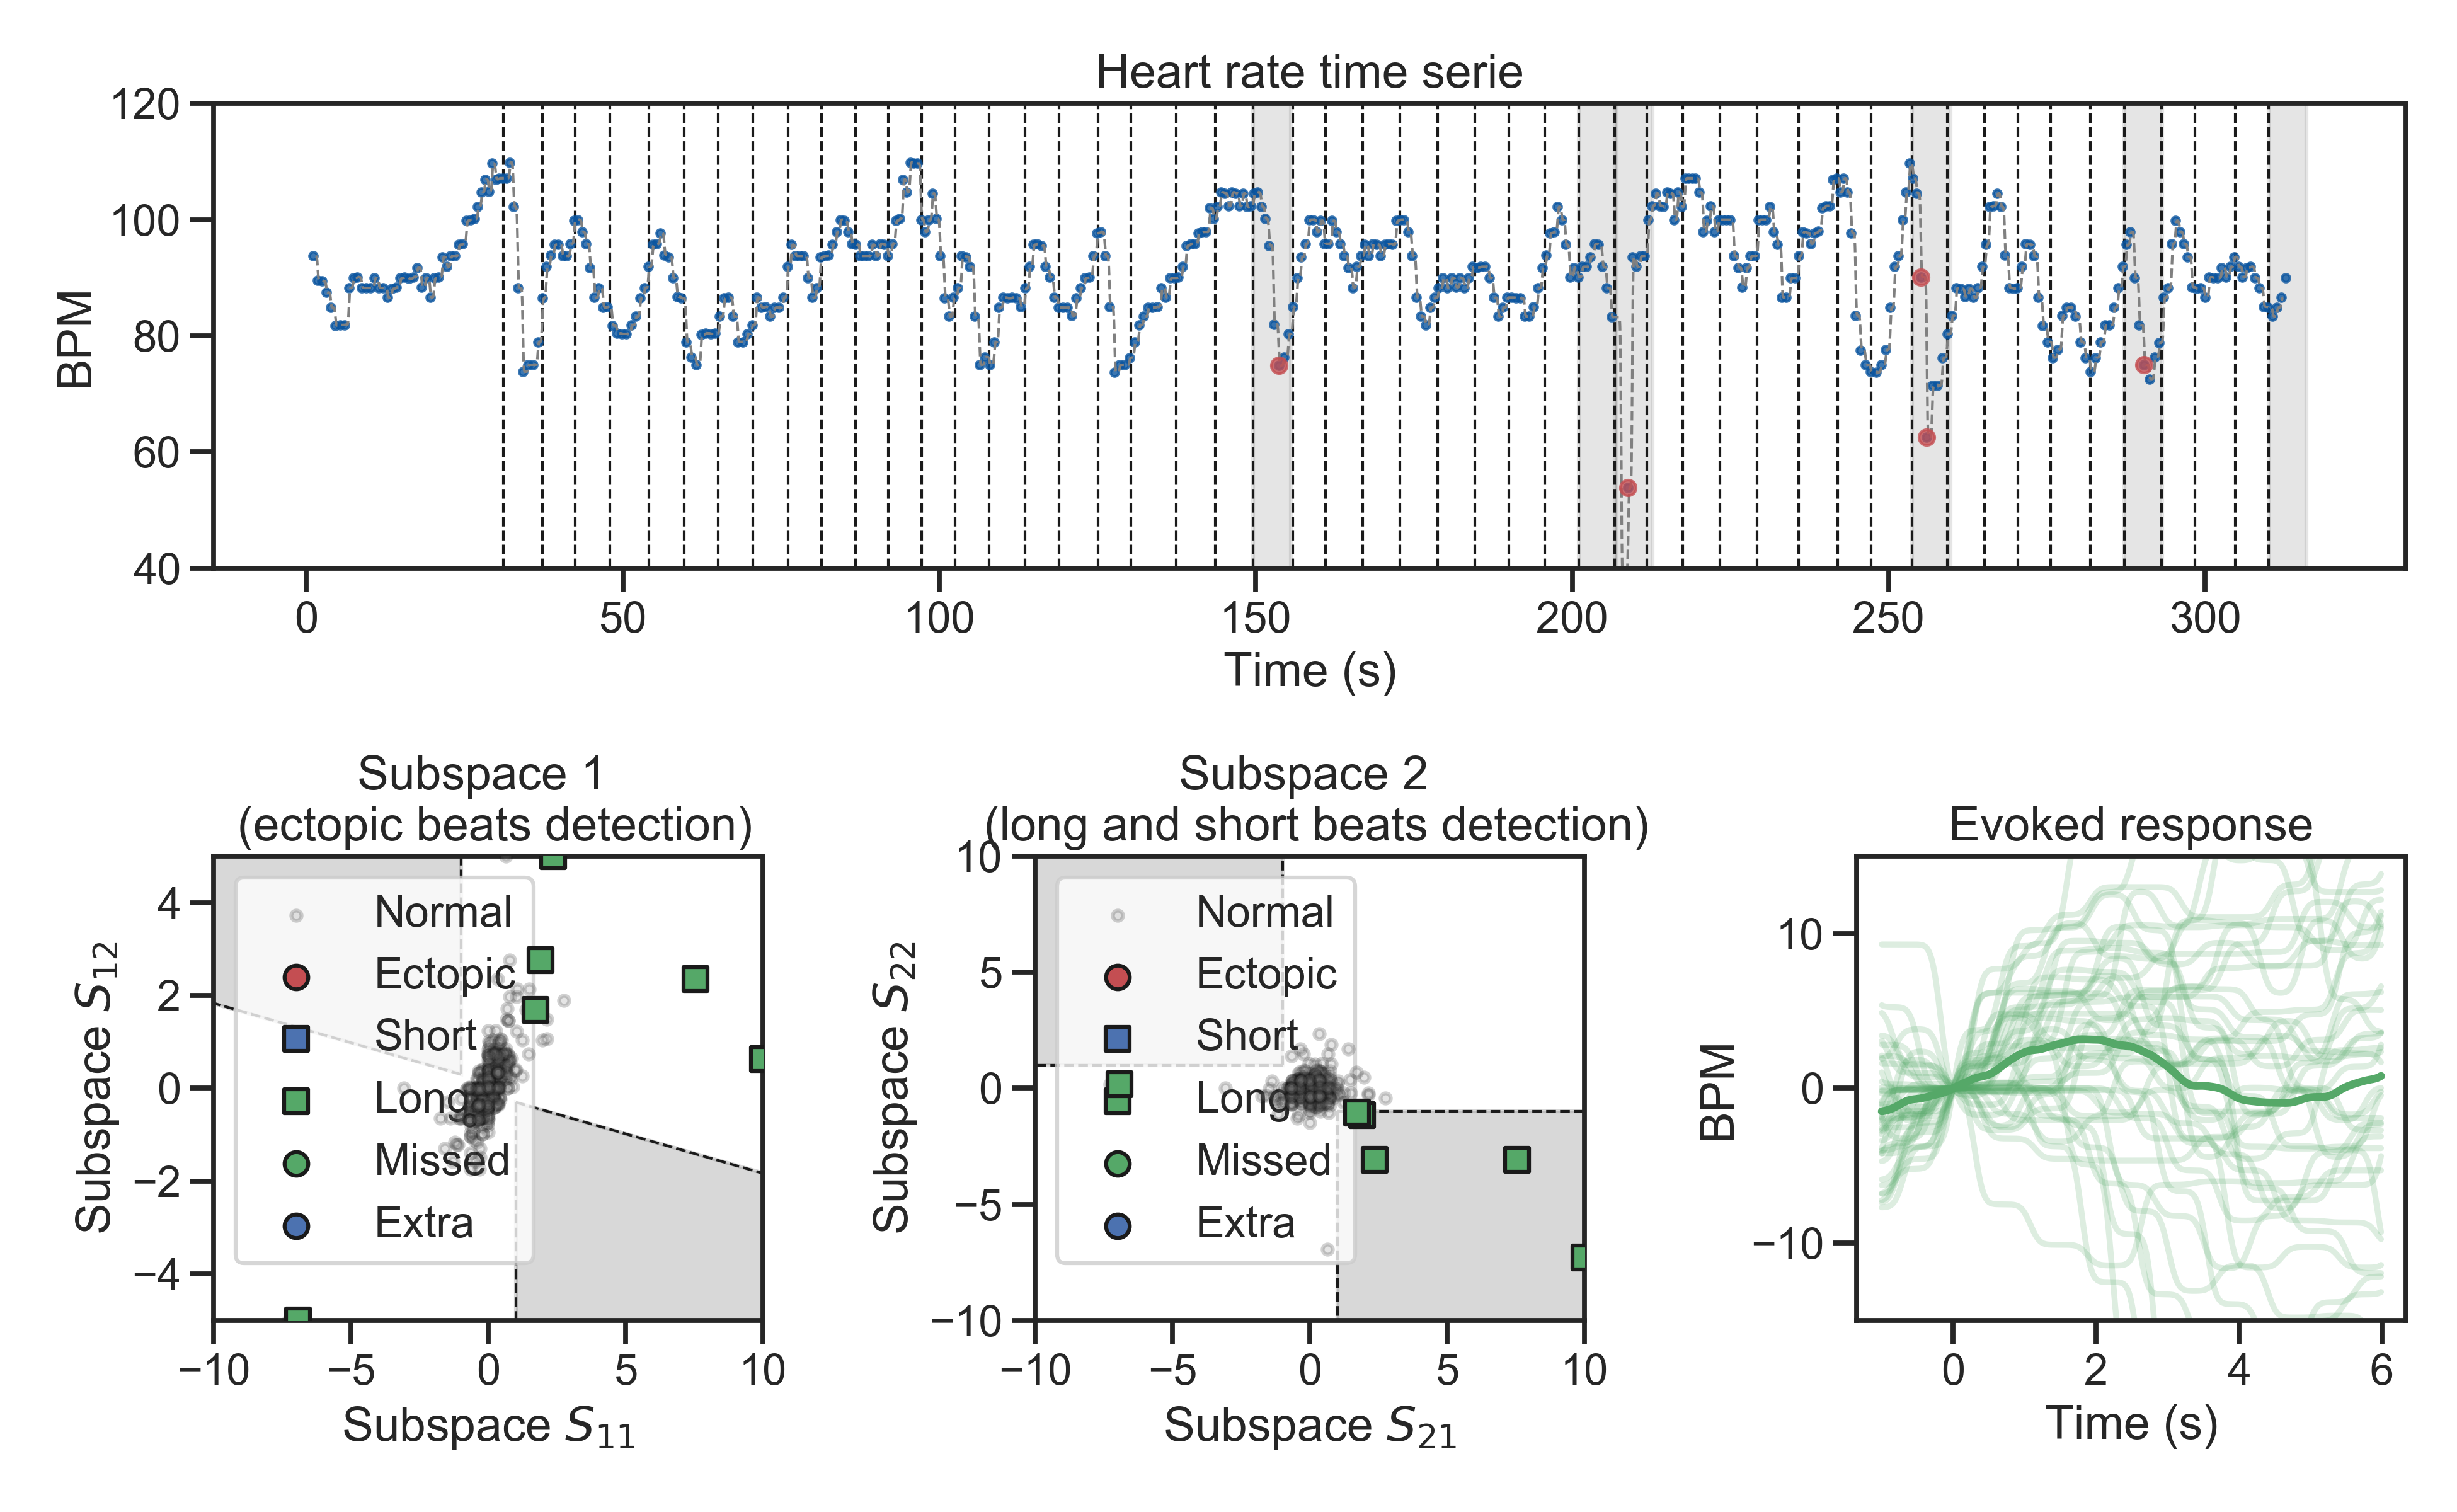 Heart rate time serie
120
100
80
60
40
BPM
0 50 100 150 200 250 300
Time (s)
Subspace 1
(ectopic beats detection)
4
2
0
−2
−4
Subspace S12
Normal
Ectopic
Short
Long
Missed
Extra
−10 −5 0 5 10
Subspace S11
Subspace 2
(long and short beats detection)
10
5
0
−5
−10
Subspace S22
Normal
Ectopic
Short
Long
Missed
Extra
−10 −5 0 5 10
Subspace S21
Evoked response
10
0
−10
BPM
0 2 4 6
Time (s)